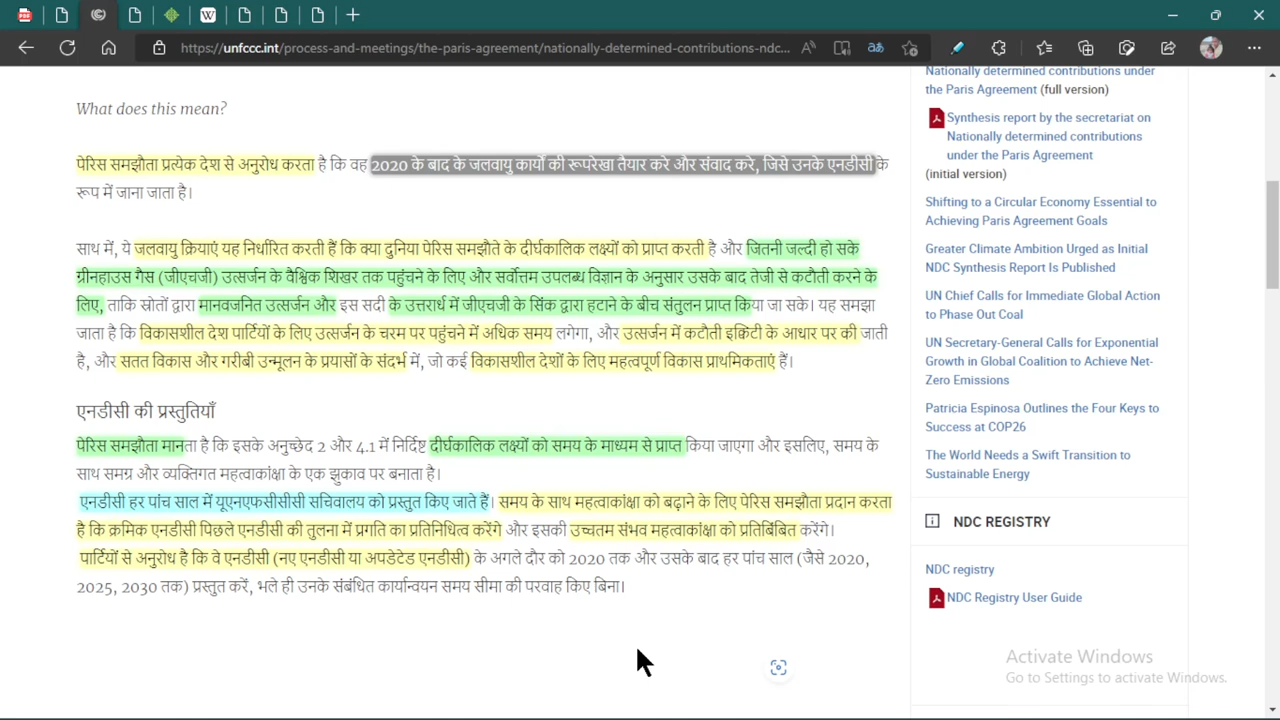 https://unfccc.int/process-and-meetings/the-paris-agreement/nationally-determined-contributions-ndc...
What does this mean?
पेरिस समझौता प्रत्येक देश से अनुरोध करता है कि वह 2020 के बाद के जलवायु कार्यों की रूपरेखा तैयार करे और संवाद करे, जिसे उनके एनडीसी के
रूप में जाना जाता है।
साथ में, ये जलवायु क्रियाएं यह निर्धारित करती हैं कि क्या दुनिया पेरिस समझौते के दीर्घकालिक लक्ष्यों को प्राप्त करती है और जितनी जल्दी हो सके
ग्रीनहाउस गैस (जीएचजी) उत्सर्जन के वैश्विक शिखर तक पहुंचने के लिए और सर्वोत्तम उपलब्ध विज्ञान के अनुसार उसके बाद तेजी से कटौती करने के
लिए, ताकि स्रोतों द्वारा मानवजनित उत्सर्जन और इस सदी के उत्तरार्ध में जीएचजी के सिंक द्वारा हटाने के बीच संतुलन प्राप्त किया जा सके। यह समझा
जाता है कि विकासशील देश पार्टियों के लिए उत्सर्जन के चरम पर पहुंचने में अधिक समय लगेगा, और उत्सर्जन में कटौती इक्विटी के आधार पर की जाती
है, और सतत विकास और गरीबी उन्मूलन के प्रयासों के संदर्भ में, जो कई विकासशील देशों के लिए महत्वपूर्ण विकास प्राथमिकताएं हैं।
एनडीसी की प्रस्तुतियाँ
पेरिस समझौता मानता है कि इसके अनुच्छेद 2 और 4.1 में निर्दिष्ट दीर्घकालिक लक्ष्यों को समय के माध्यम से प्राप्त किया जाएगा और इसलिए, समय के
साथ समग्र और व्यक्तिगत महत्वाकांक्षा के एक झुकाव पर बनाता है।
एनडीसी हर पांच साल में यूएनएफसीसीसी सचिवालय को प्रस्तुत किए जाते हैं। समय के साथ महत्वाकांक्षा को बढ़ाने के लिए पेरिस समझौता प्रदान करता
है कि क्रमिक एनडीसी पिछले एनडीसी की तुलना में प्रगति का प्रतिनिधित्व करेंगे और इसकी उच्चतम संभव महत्वाकांक्षा को प्रतिबिंबित करेंगे।
पार्टियों से अनुरोध है कि वे एनडीसी (नए एनडीसी या अपडेटेड एनडीसी) के अगले दौर को 2020 तक और उसके बाद हर पांच साल (जैसे 2020,
2025, 2030 तक) प्रस्तुत करें, भले ही उनके संबंधित कार्यान्वयन समय सीमा की परवाह किए बिना।
Nationally determined contributions under
the Paris Agreement (full version)
Synthesis report by the secretariat on
Nationally determined contributions
under the Paris Agreement
(initial version)
Shifting to a Circular Economy Essential to
Achieving Paris Agreement Goals
Greater Climate Ambition Urged as Initial
NDC Synthesis Report Is Published
UN Chief Calls for Immediate Global Action
to Phase Out Coal
UN Secretary-General Calls for Exponential
Growth in Global Coalition to Achieve Net-
Zero Emissions
Patricia Espinosa Outlines the Four Keys to
Success at COP26
The World Needs a Swift Transition to
Sustainable Energy
NDC REGISTRY
NDC registry
NDC Registry User Guide
Activate Windows
Go to Settings to activate Windows.